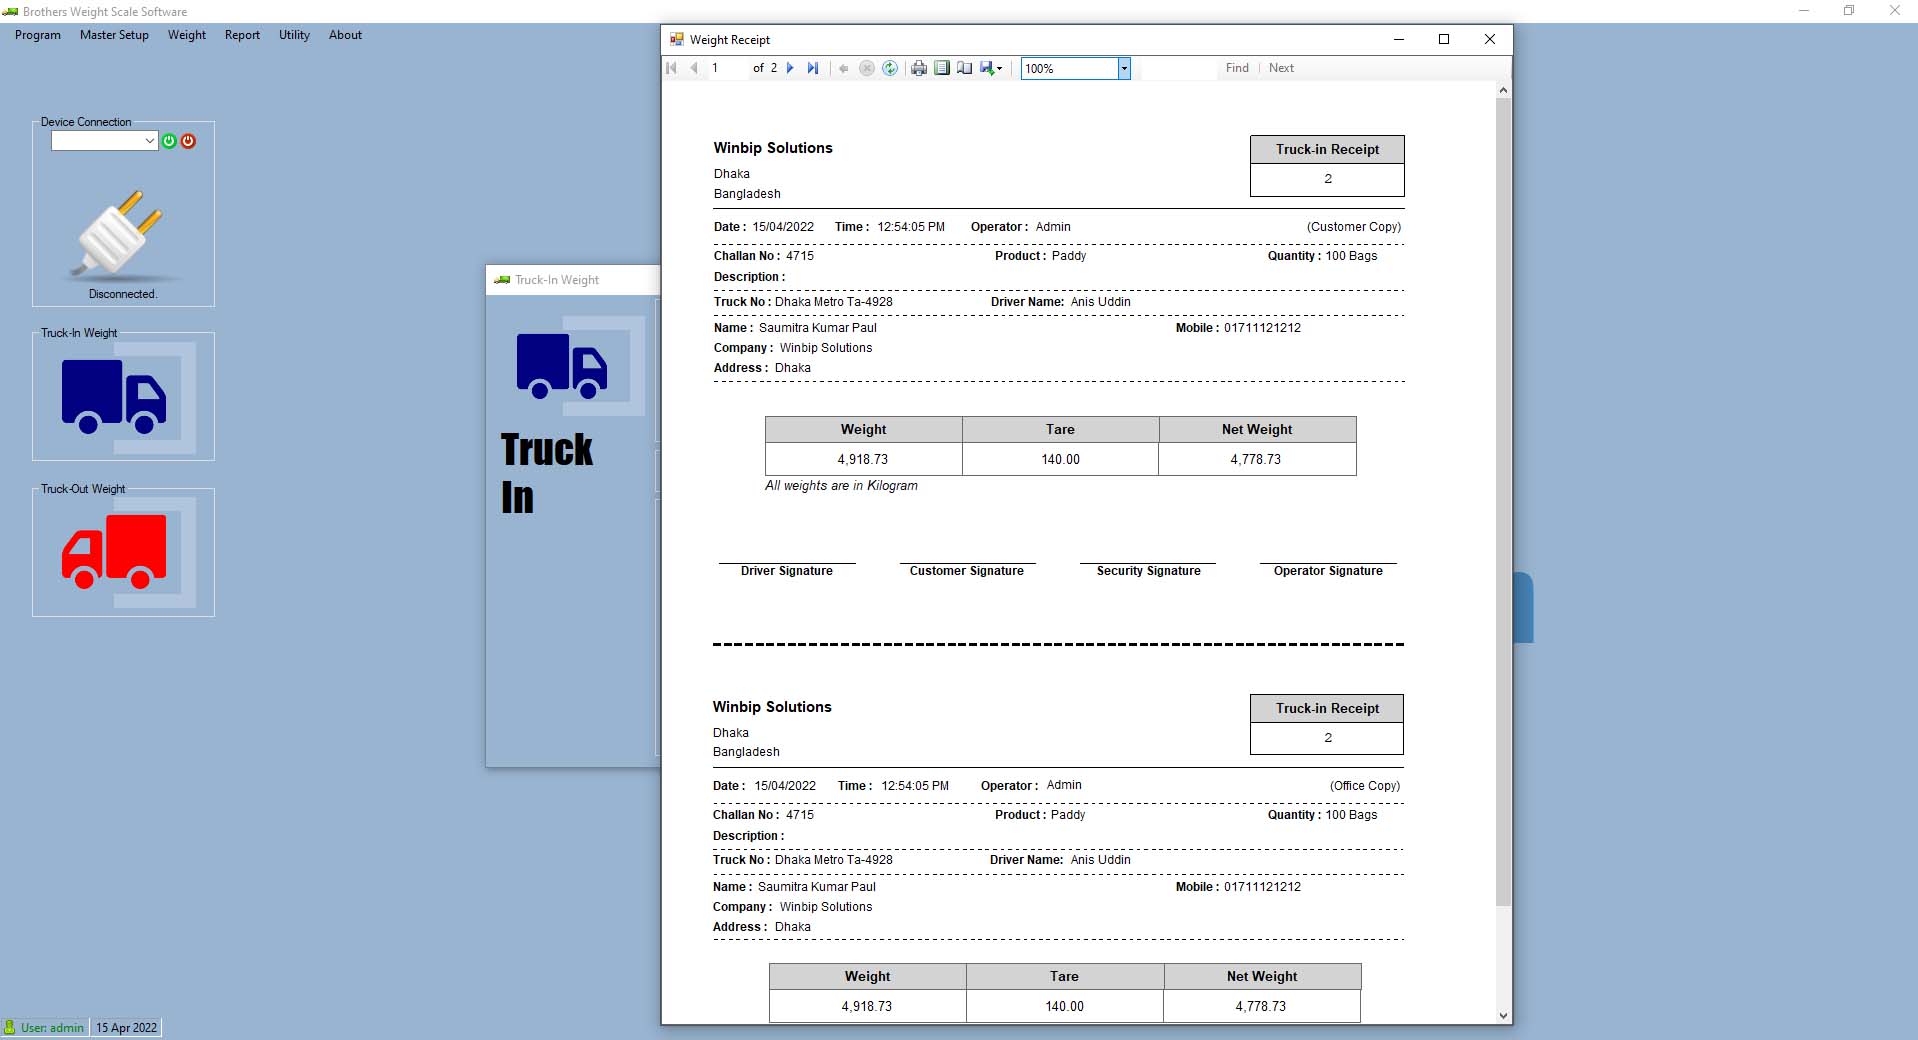 Brothers Weight Scale Software
Program Master Setup Weight Report Utility About
Device Connection
Disconnected.
Truck-In Weight
Truck-Out Weight
User: admin 15 Apr 2022
Truck-In Weight
Truck
In
Weight Receipt
1 of 2 100% Find Next
Winbip Solutions
Truck-in Receipt
Dhaka
2
Bangladesh
Date : 15/04/2022 Time : 12:54:05 PM Operator : Admin (Customer Copy)
Challan No : 4715 Product : Paddy Quantity : 100 Bags
Description :
Truck No : Dhaka Metro Ta-4928 Driver Name: Anis Uddin
Name : Saumitra Kumar Paul Mobile : 01711121212
Company : Winbip Solutions
Address : Dhaka
Weight Tare Net Weight
4,918.73 140.00 4,778.73
All weights are in Kilogram
Driver Signature Customer Signature Security Signature Operator Signature
Winbip Solutions
Truck-in Receipt
Dhaka
2
Bangladesh
Date : 15/04/2022 Time : 12:54:05 PM Operator : Admin (Office Copy)
Challan No : 4715 Product : Paddy Quantity : 100 Bags
Description :
Truck No : Dhaka Metro Ta-4928 Driver Name: Anis Uddin
Name : Saumitra Kumar Paul Mobile : 01711121212
Company : Winbip Solutions
Address : Dhaka
Weight Tare Net Weight
4,918.73 140.00 4,778.73